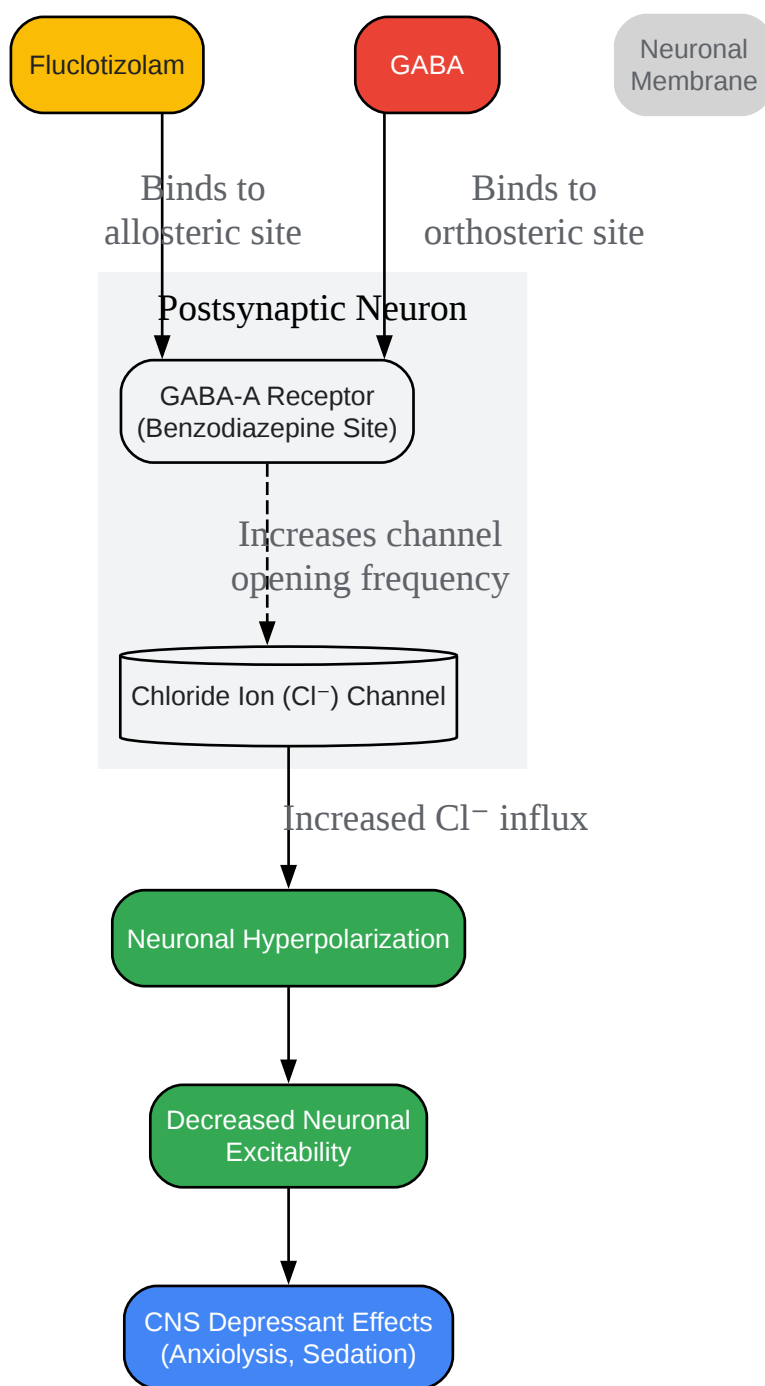 Fluclotizolam
GABA
Neuronal
Membrane
Binds to
allosteric site
Binds to
orthosteric site
Postsynaptic Neuron
GABA-A Receptor
(Benzodiazepine Site)
Increases channel
opening frequency
Chloride Ion (Cl⁻) Channel
Increased Cl⁻ influx
Neuronal Hyperpolarization
Decreased Neuronal
Excitability
CNS Depressant Effects
(Anxiolysis, Sedation)